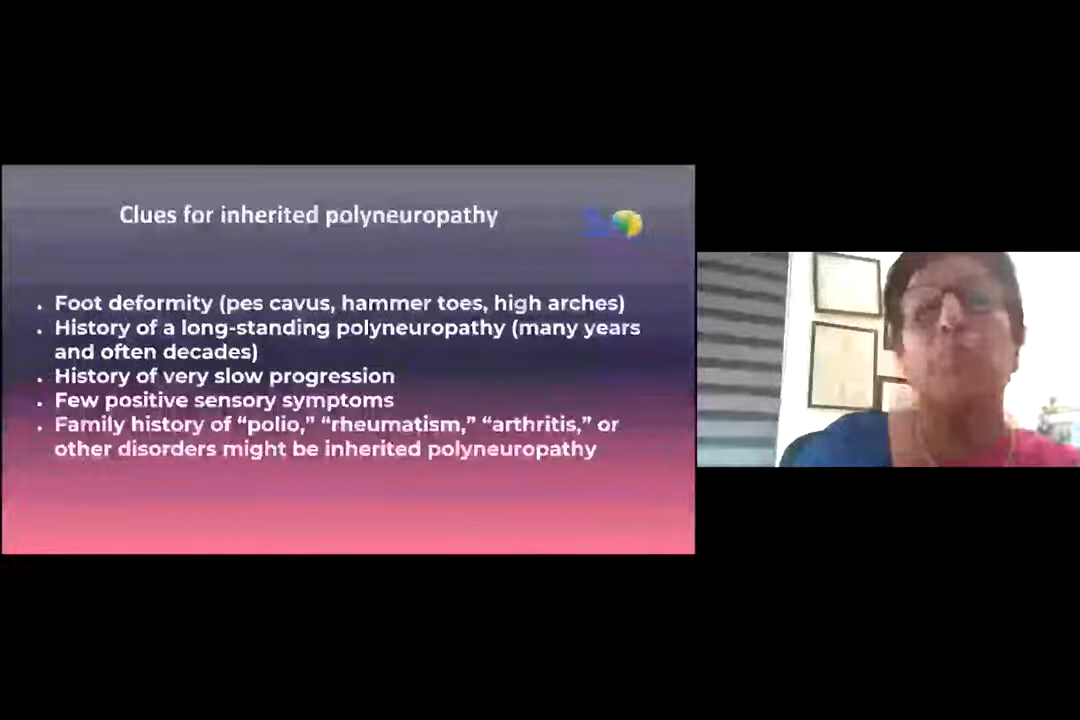 Clues for inherited polyneuropathy
• Foot deformity (pes cavus, hammer toes, high arches)
• History of a long-standing polyneuropathy (many years
and often decades)
• History of very slow progression
• Few positive sensory symptoms
• Family history of “polio,” “rheumatism,” “arthritis,” or
other disorders might be inherited polyneuropathy